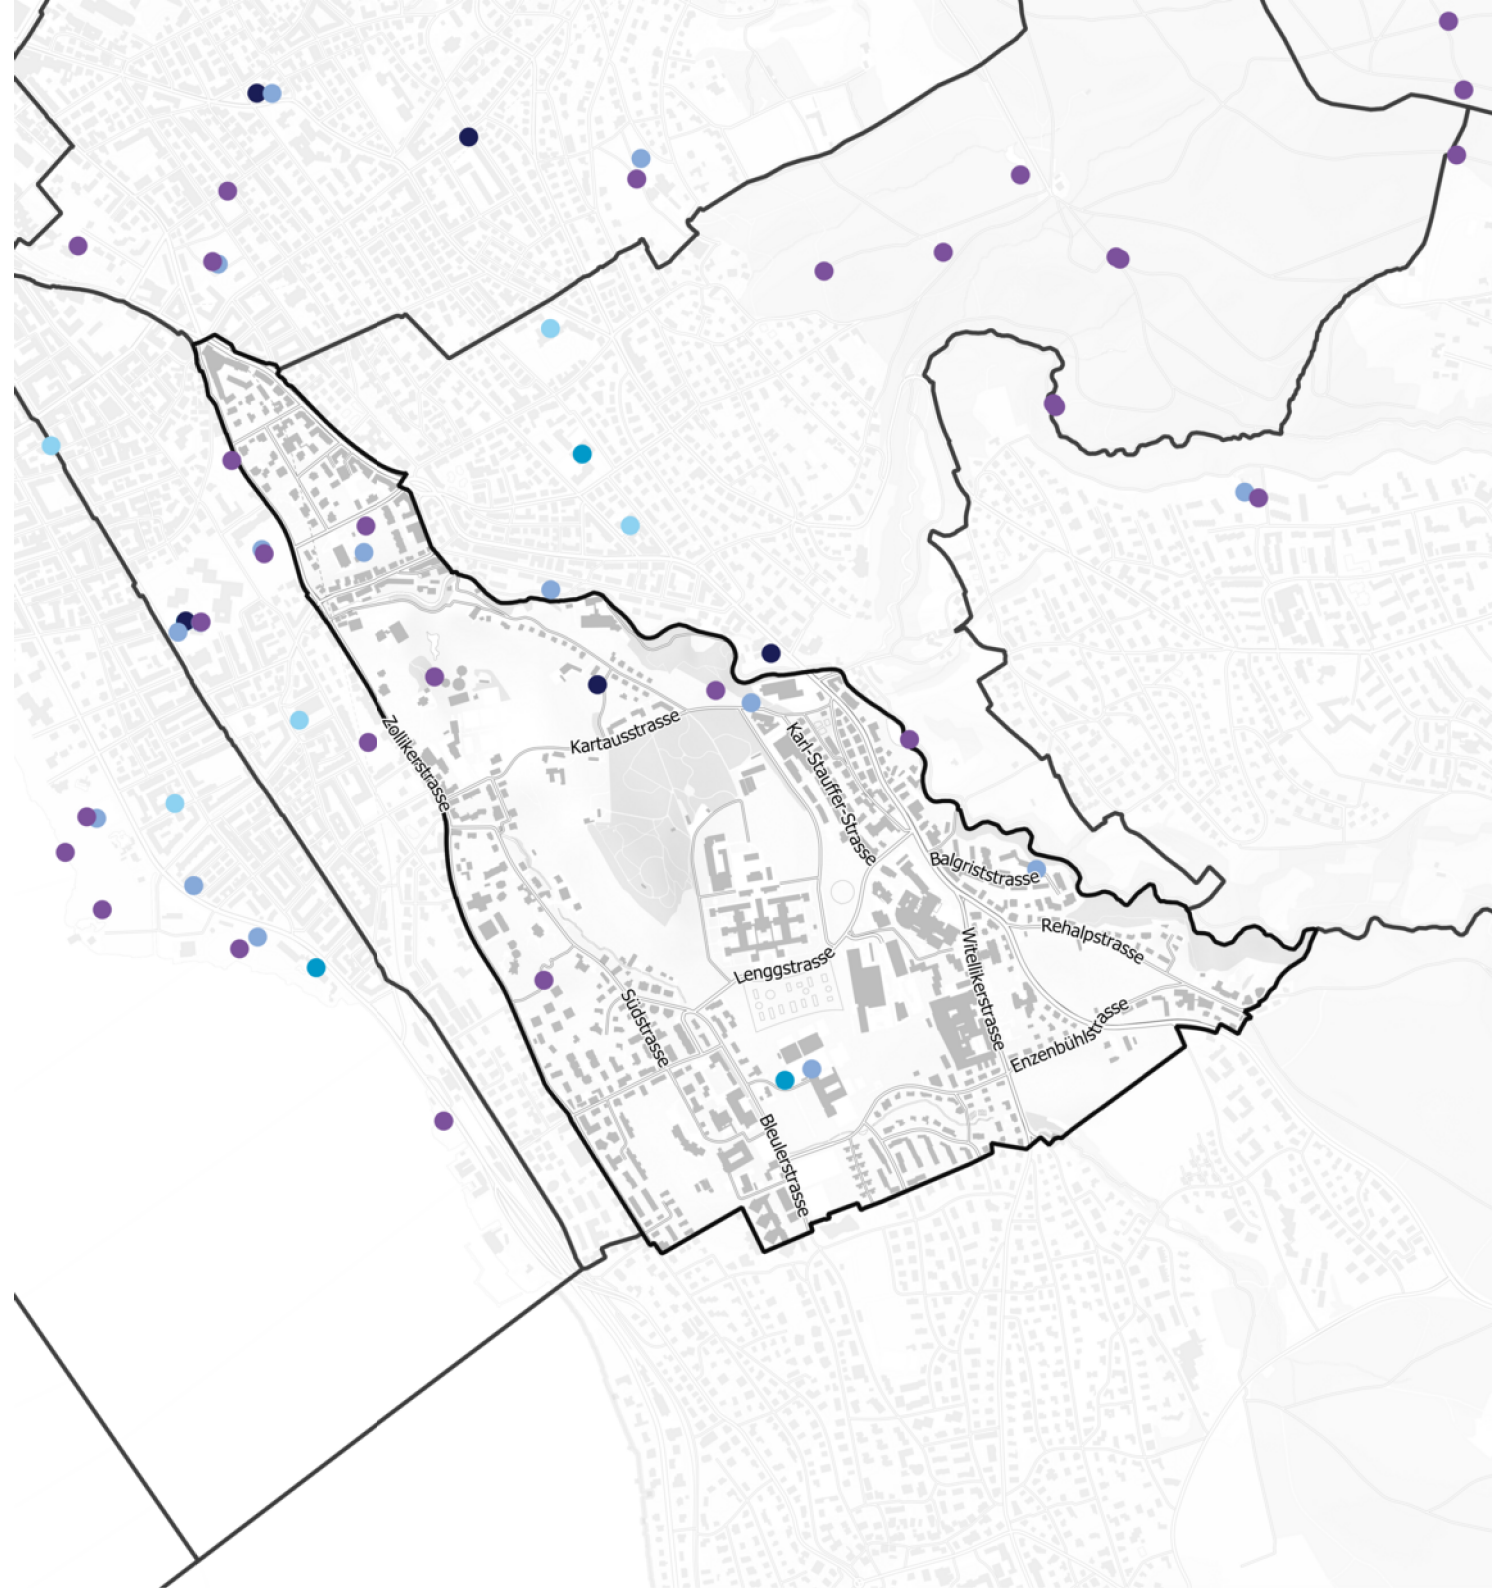 Zollikerstrasse
Kartausstrasse
Karl-Stauffer-Strasse
Balgriststrasse
Rehalpstrasse
Witellikerstrasse
Lenggstrasse
Südstrasse
Enzenbühlstrasse
Bleulerstrasse